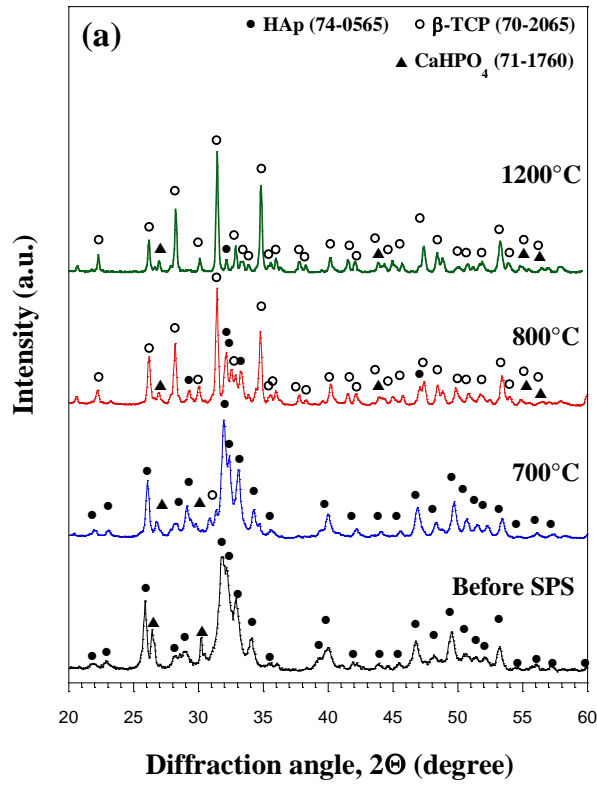 (a)
● HAp (74-0565) ○ β-TCP (70-2065)
▲ CaHPO4 (71-1760)
1200°C
800°C
700°C
Before SPS
Intensity (a.u.)
20 25 30 35 40 45 50 55 60
Diffraction angle, 2Θ (degree)